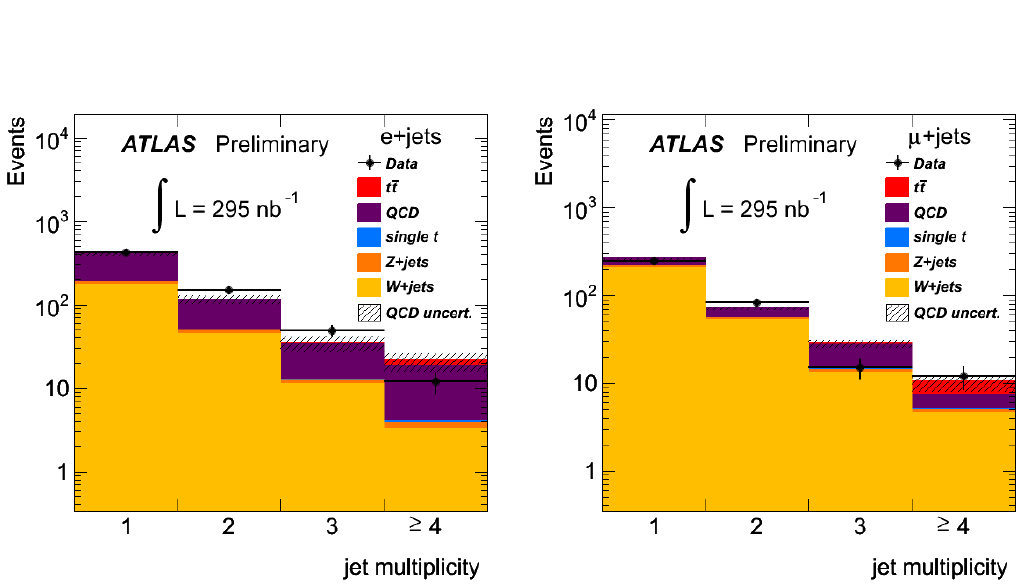 Events
10⁴
10³
10²
10
1
ATLAS Preliminary
e+jets
∫ L = 295 nb⁻¹
Data
tt̅
QCD
single t
Z+jets
W+jets
QCD uncert.
1 2 3 ≥ 4
jet multiplicity
Events
10⁴
10³
10²
10
1
ATLAS Preliminary
μ+jets
∫ L = 295 nb⁻¹
Data
tt̅
QCD
single t
Z+jets
W+jets
QCD uncert.
1 2 3 ≥ 4
jet multiplicity